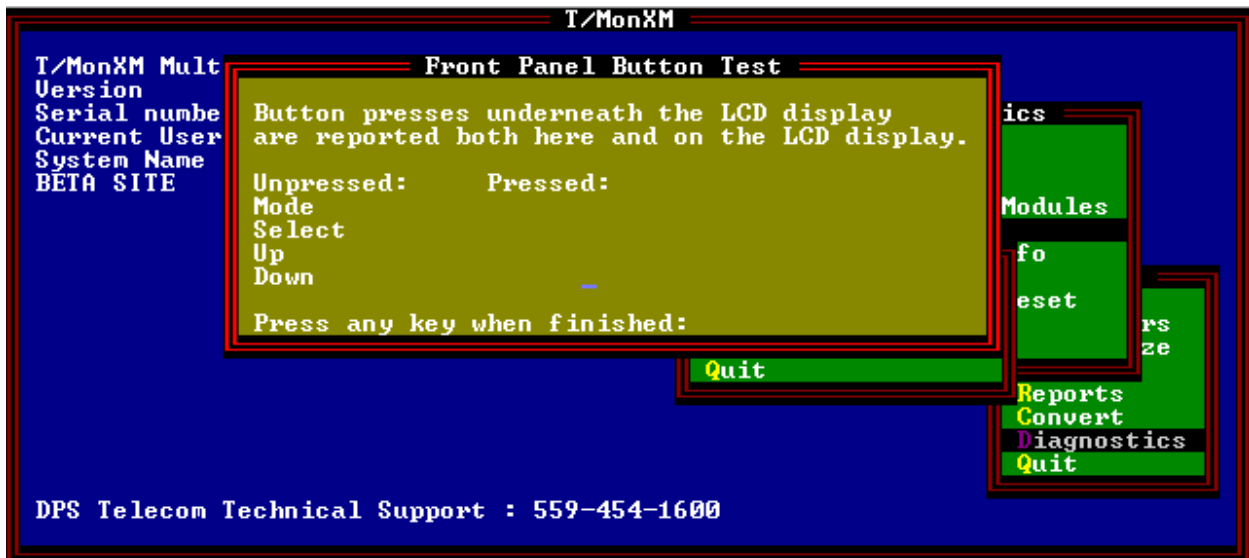 T/MonXM
T/MonXM Mult
Version
Serial numbe
Current User
System Name
BETA SITE
Front Panel Button Test
Button presses underneath the LCD display
are reported both here and on the LCD display.
Unpressed: Pressed:
Mode
Select
Up
Down
Press any key when finished:
ics
Modules
fo
eset
Quit
rs
ze
Reports
Convert
Diagnostics
Quit
DPS Telecom Technical Support : 559-454-1600